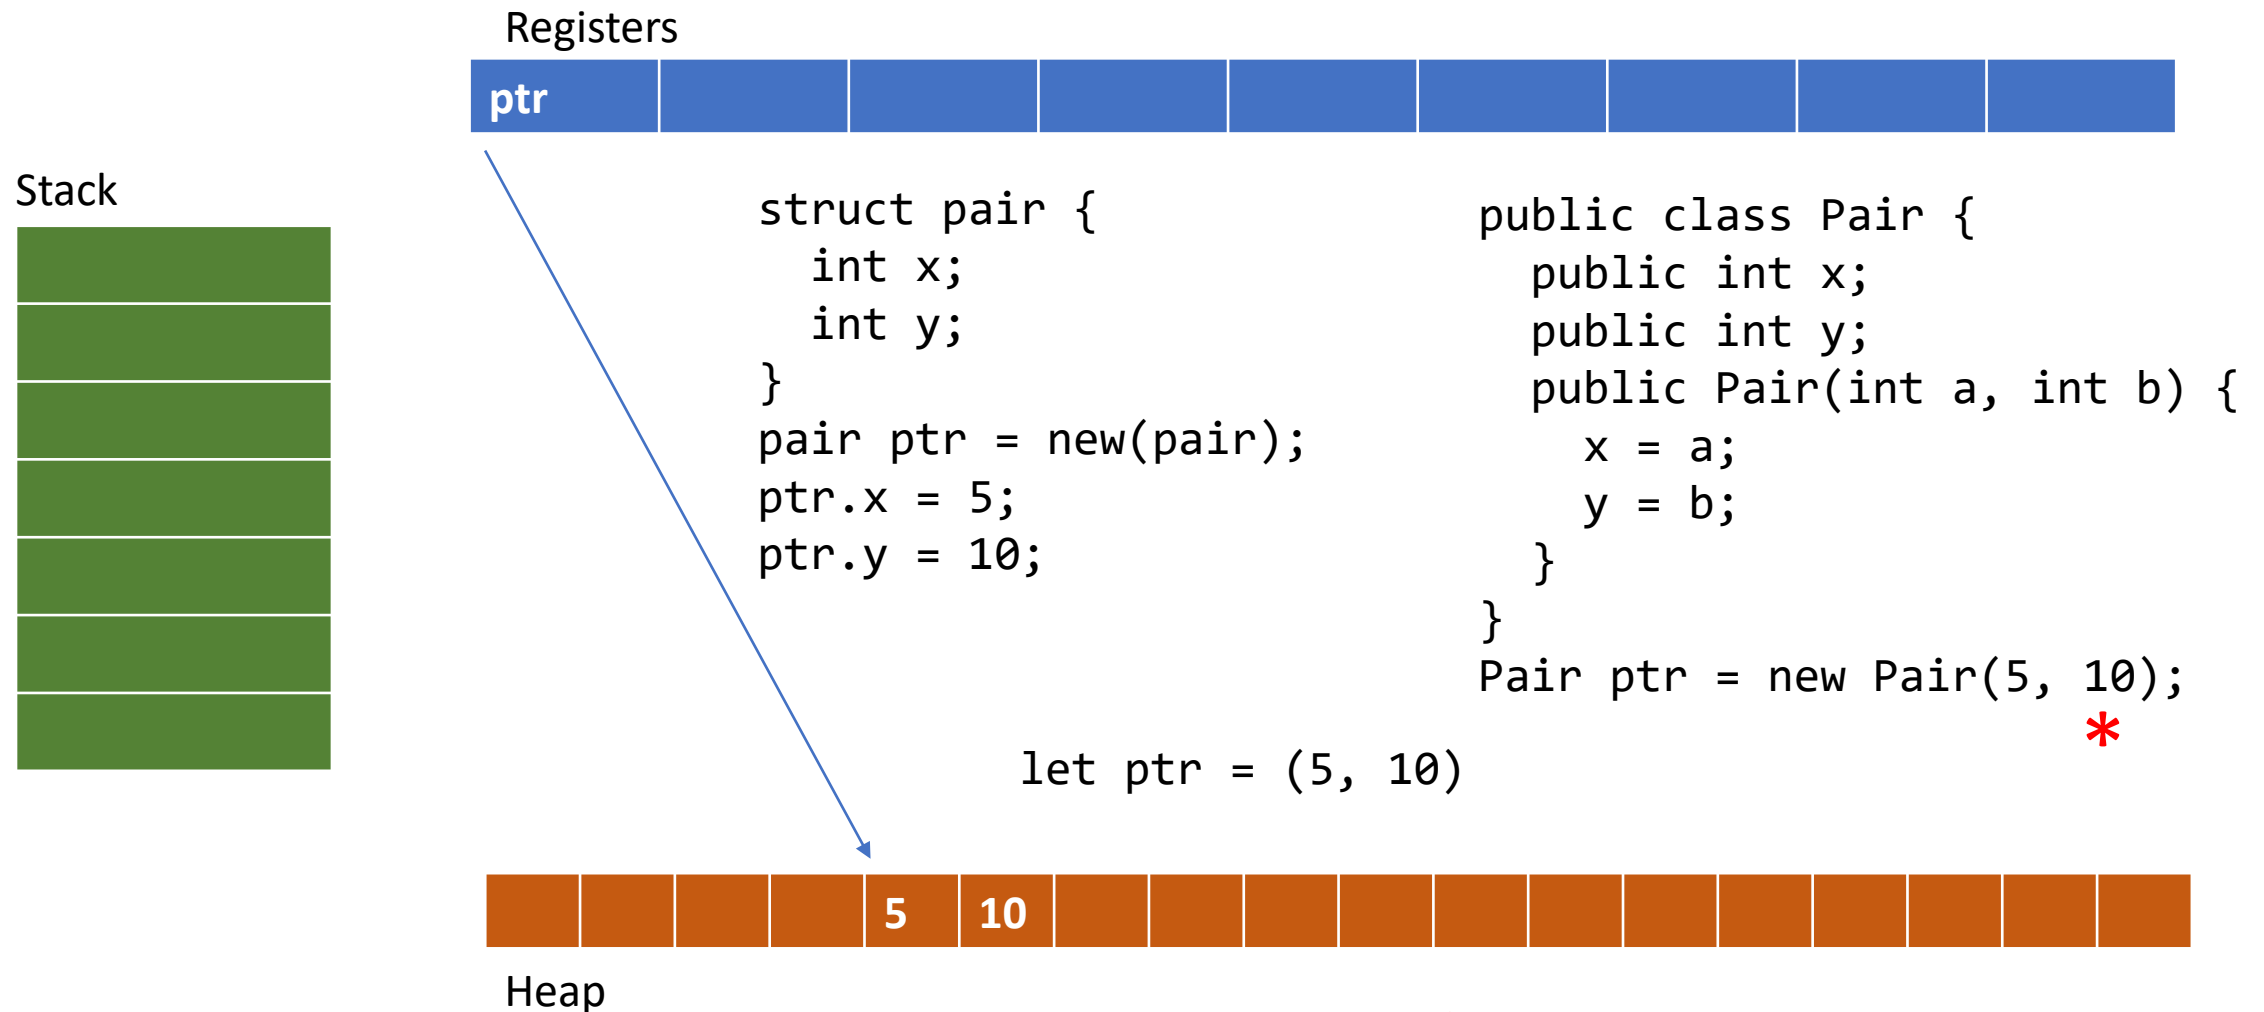 Registers
ptr
Stack
struct pair {
  int x;
  int y;
}
pair ptr = new(pair);
ptr.x = 5;
ptr.y = 10;
public class Pair {
  public int x;
  public int y;
  public Pair(int a, int b) {
    x = a;
    y = b;
  }
}
Pair ptr = new Pair(5, 10);
*
let ptr = (5, 10)
5 10
Heap